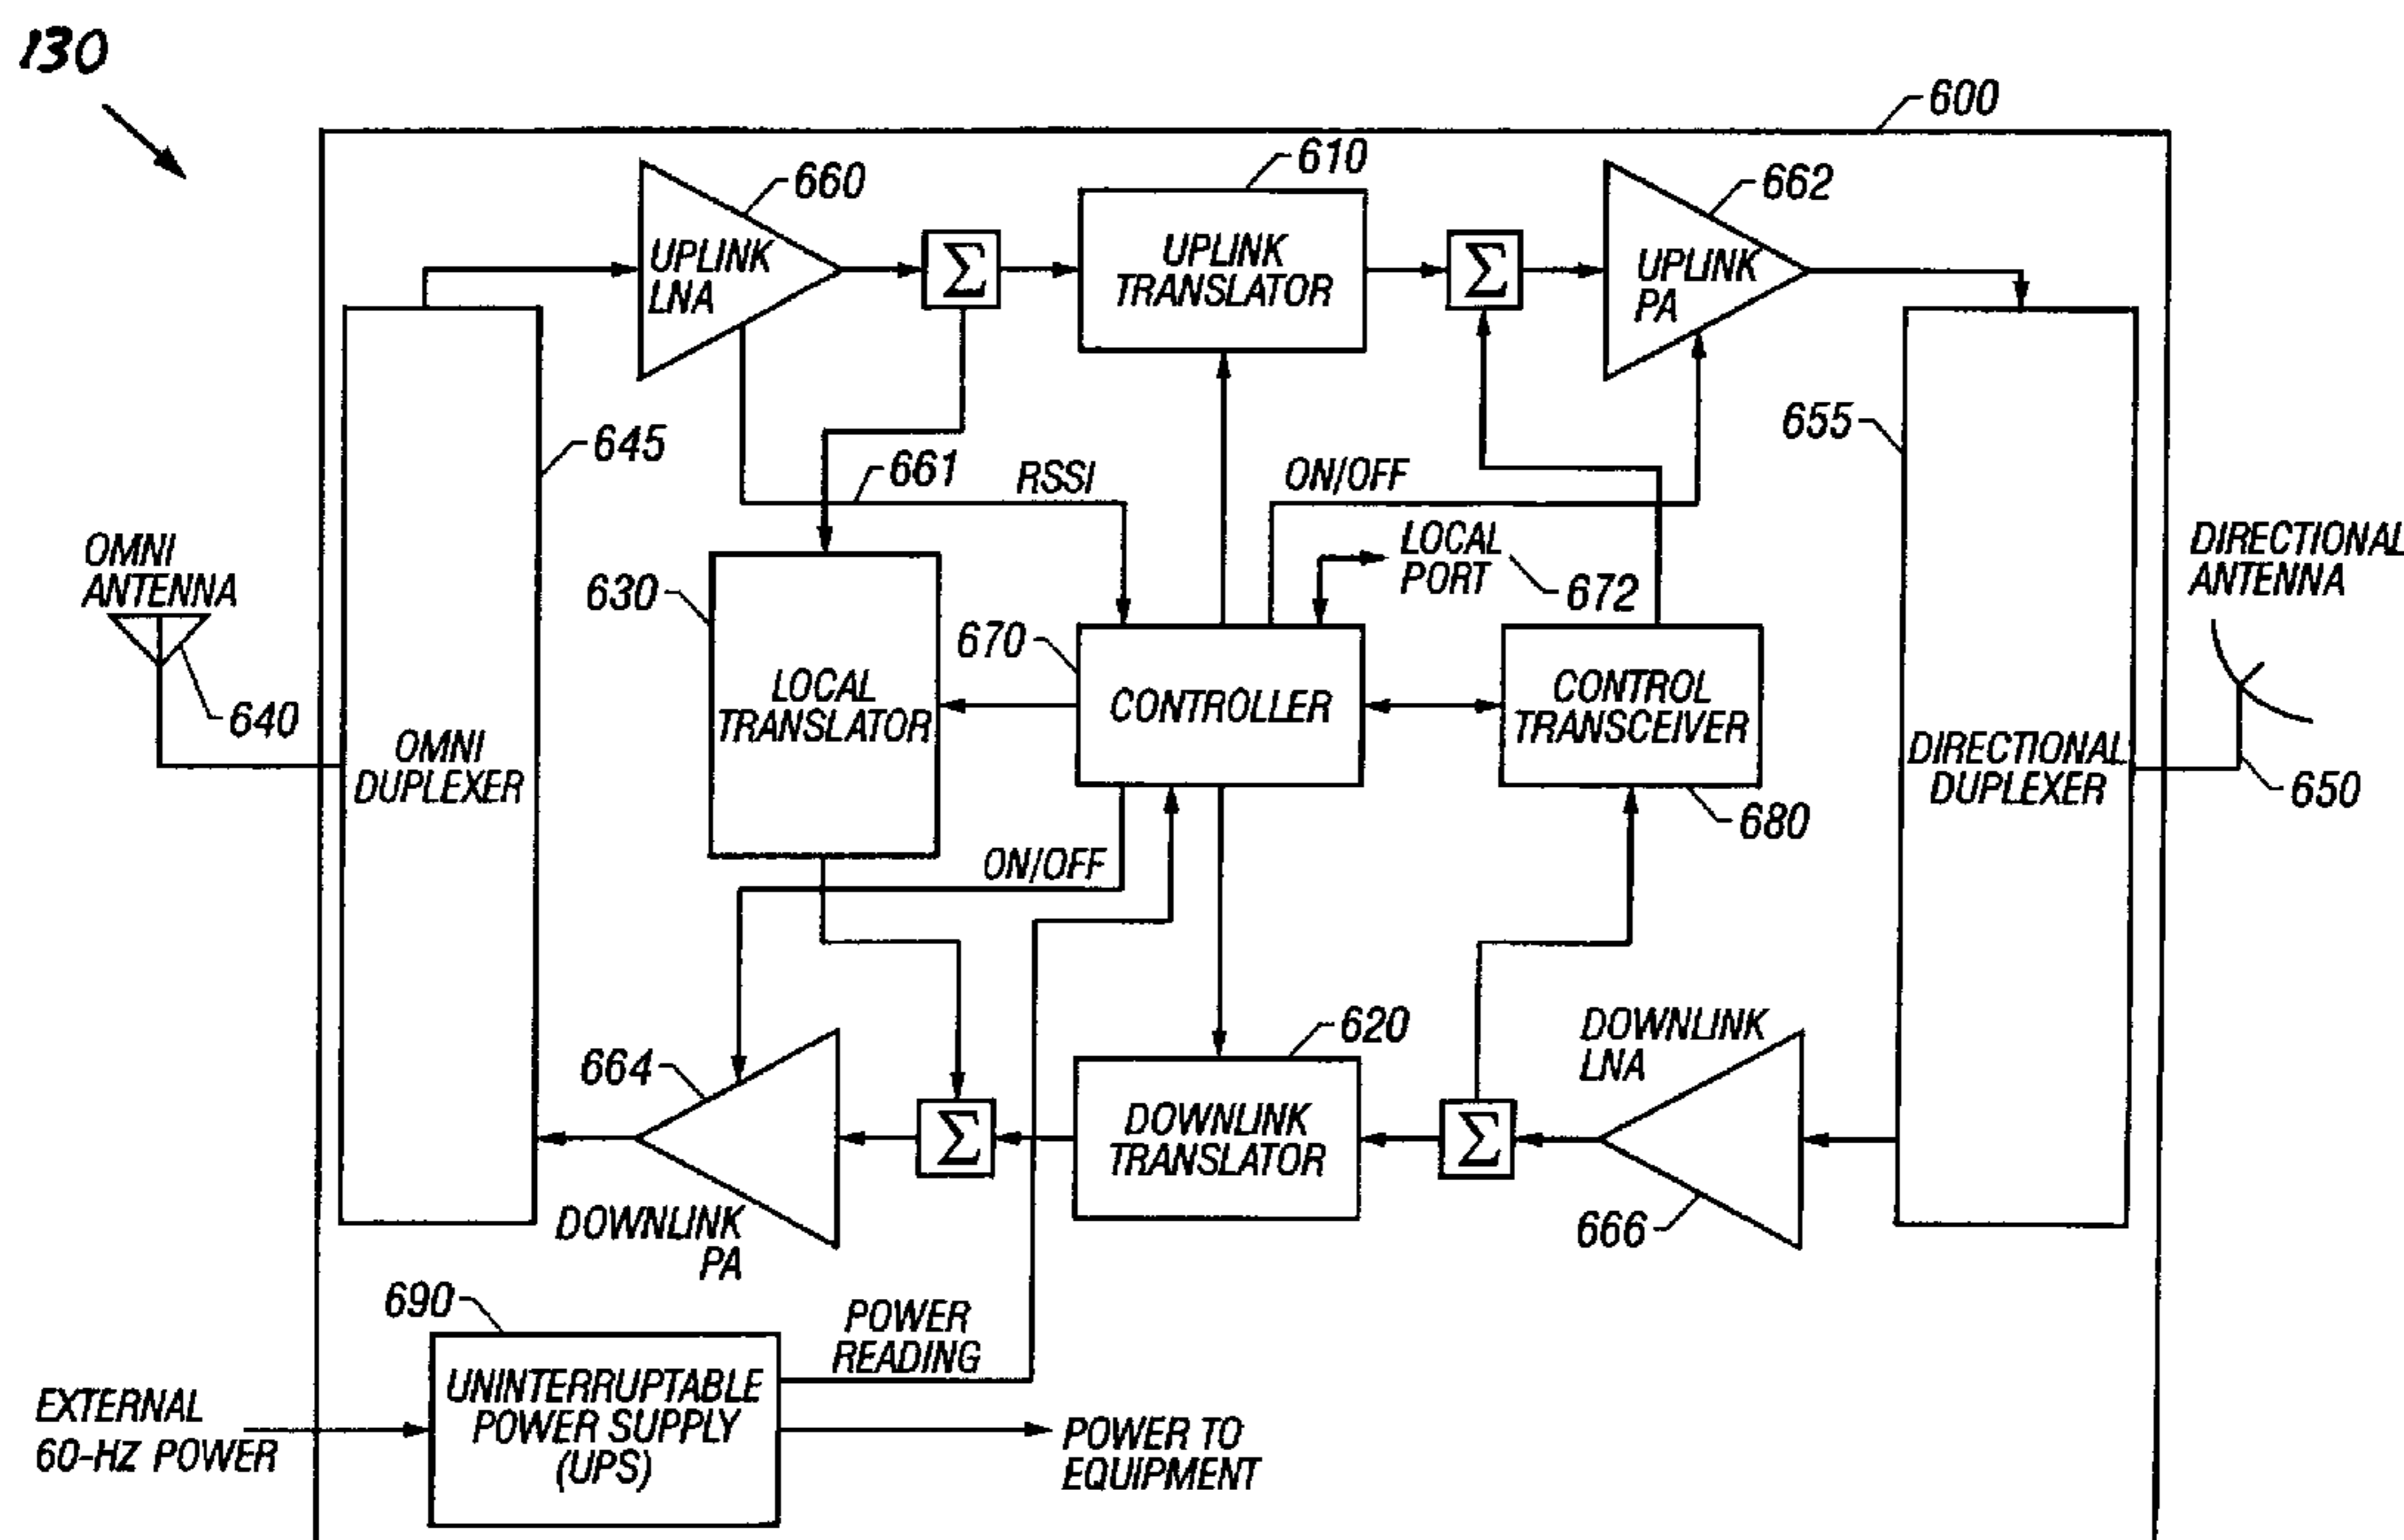 130
600
660
610
662
UPLINK
LNA
Σ
UPLINK
TRANSLATOR
Σ
UPLINK
PA
645
661
RSSI
ON/OFF
655
OMNI
ANTENNA
LOCAL
PORT
672
DIRECTIONAL
ANTENNA
630
670
640
LOCAL
TRANSLATOR
CONTROLLER
CONTROL
TRANSCEIVER
OMNI
DUPLEXER
DIRECTIONAL
DUPLEXER
650
680
ON/OFF
664
620
DOWNLINK
LNA
Σ
DOWNLINK
TRANSLATOR
Σ
666
DOWNLINK
PA
690
POWER
READING
EXTERNAL
60-HZ POWER
UNINTERRUPTABLE
POWER SUPPLY
(UPS)
POWER TO
EQUIPMENT